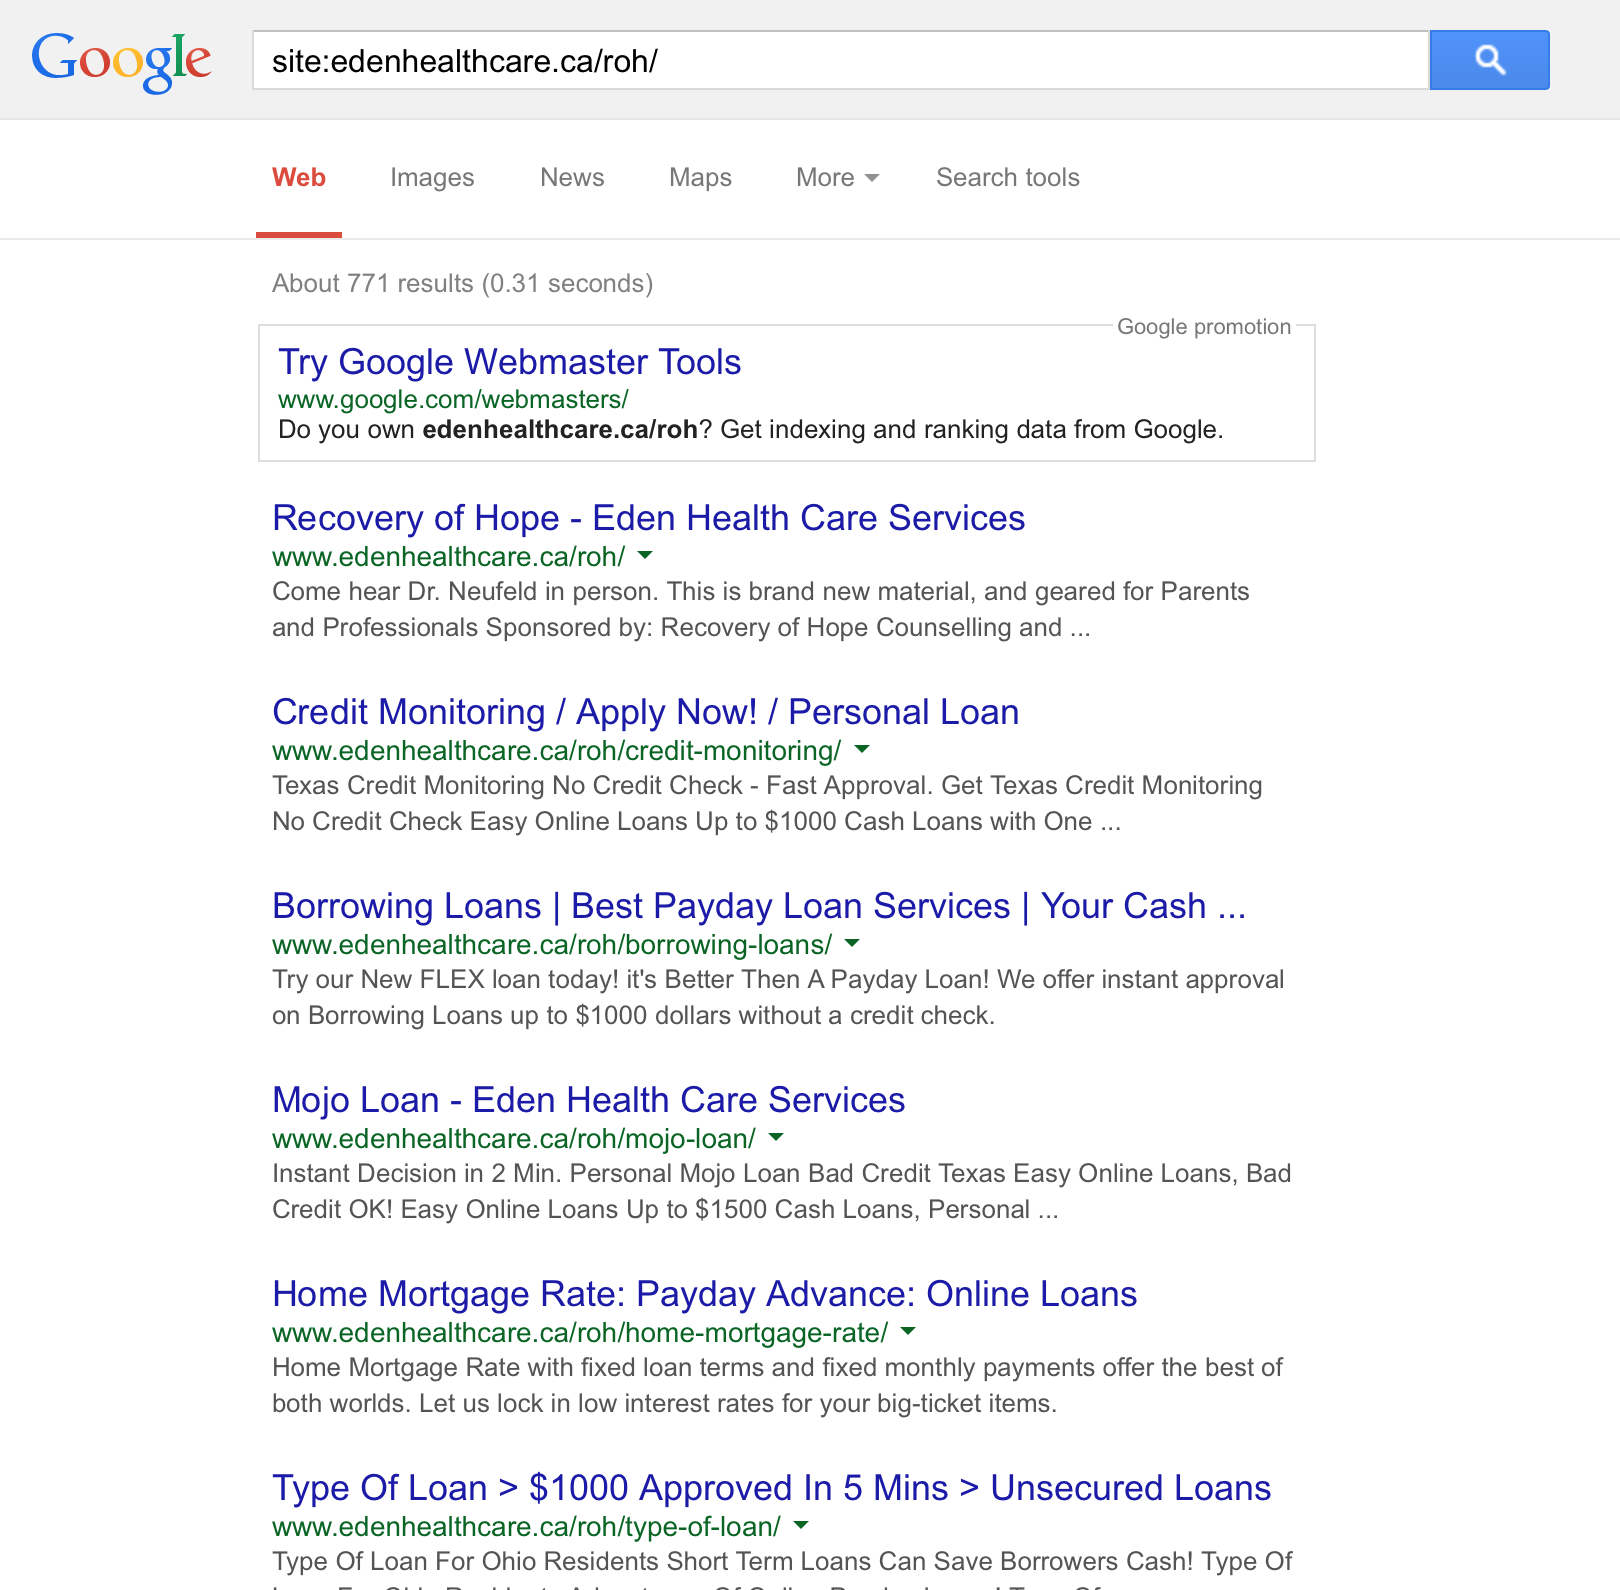 Google
site:edenhealthcare.ca/roh/
Web Images News Maps More Search tools
About 771 results (0.31 seconds)
Google promotion
Try Google Webmaster Tools
www.google.com/webmasters/
Do you own edenhealthcare.ca/roh? Get indexing and ranking data from Google.
Recovery of Hope - Eden Health Care Services
www.edenhealthcare.ca/roh/
Come hear Dr. Neufeld in person. This is brand new material, and geared for Parents
and Professionals Sponsored by: Recovery of Hope Counselling and ...
Credit Monitoring / Apply Now! / Personal Loan
www.edenhealthcare.ca/roh/credit-monitoring/
Texas Credit Monitoring No Credit Check - Fast Approval. Get Texas Credit Monitoring
No Credit Check Easy Online Loans Up to $1000 Cash Loans with One ...
Borrowing Loans | Best Payday Loan Services | Your Cash ...
www.edenhealthcare.ca/roh/borrowing-loans/
Try our New FLEX loan today! it's Better Then A Payday Loan! We offer instant approval
on Borrowing Loans up to $1000 dollars without a credit check.
Mojo Loan - Eden Health Care Services
www.edenhealthcare.ca/roh/mojo-loan/
Instant Decision in 2 Min. Personal Mojo Loan Bad Credit Texas Easy Online Loans, Bad
Credit OK! Easy Online Loans Up to $1500 Cash Loans, Personal ...
Home Mortgage Rate: Payday Advance: Online Loans
www.edenhealthcare.ca/roh/home-mortgage-rate/
Home Mortgage Rate with fixed loan terms and fixed monthly payments offer the best of
both worlds. Let us lock in low interest rates for your big-ticket items.
Type Of Loan > $1000 Approved In 5 Mins > Unsecured Loans
www.edenhealthcare.ca/roh/type-of-loan/
Type Of Loan For Ohio Residents Short Term Loans Can Save Borrowers Cash! Type Of